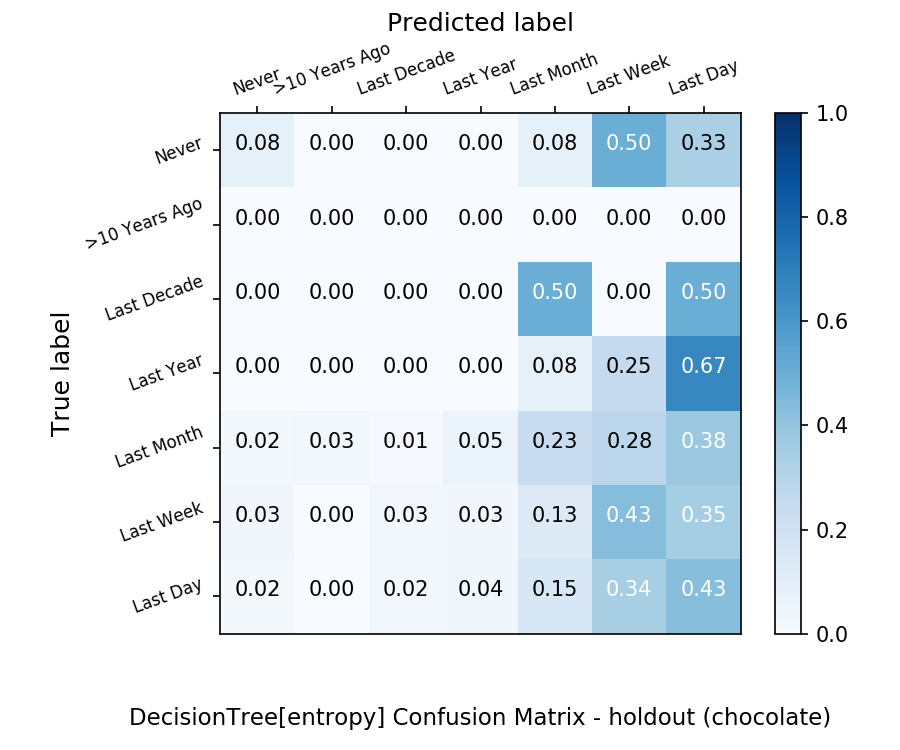 Predicted label
Never >10 Years Ago Last Decade Last Year Last Month Last Week Last Day
True label
Never 0.08 0.00 0.00 0.00 0.08 0.50 0.33
>10 Years Ago 0.00 0.00 0.00 0.00 0.00 0.00 0.00
Last Decade 0.00 0.00 0.00 0.00 0.50 0.00 0.50
Last Year 0.00 0.00 0.00 0.00 0.08 0.25 0.67
Last Month 0.02 0.03 0.01 0.05 0.23 0.28 0.38
Last Week 0.03 0.00 0.03 0.03 0.13 0.43 0.35
Last Day 0.02 0.00 0.02 0.04 0.15 0.34 0.43
1.0
0.8
0.6
0.4
0.2
0.0
DecisionTree[entropy] Confusion Matrix - holdout (chocolate)